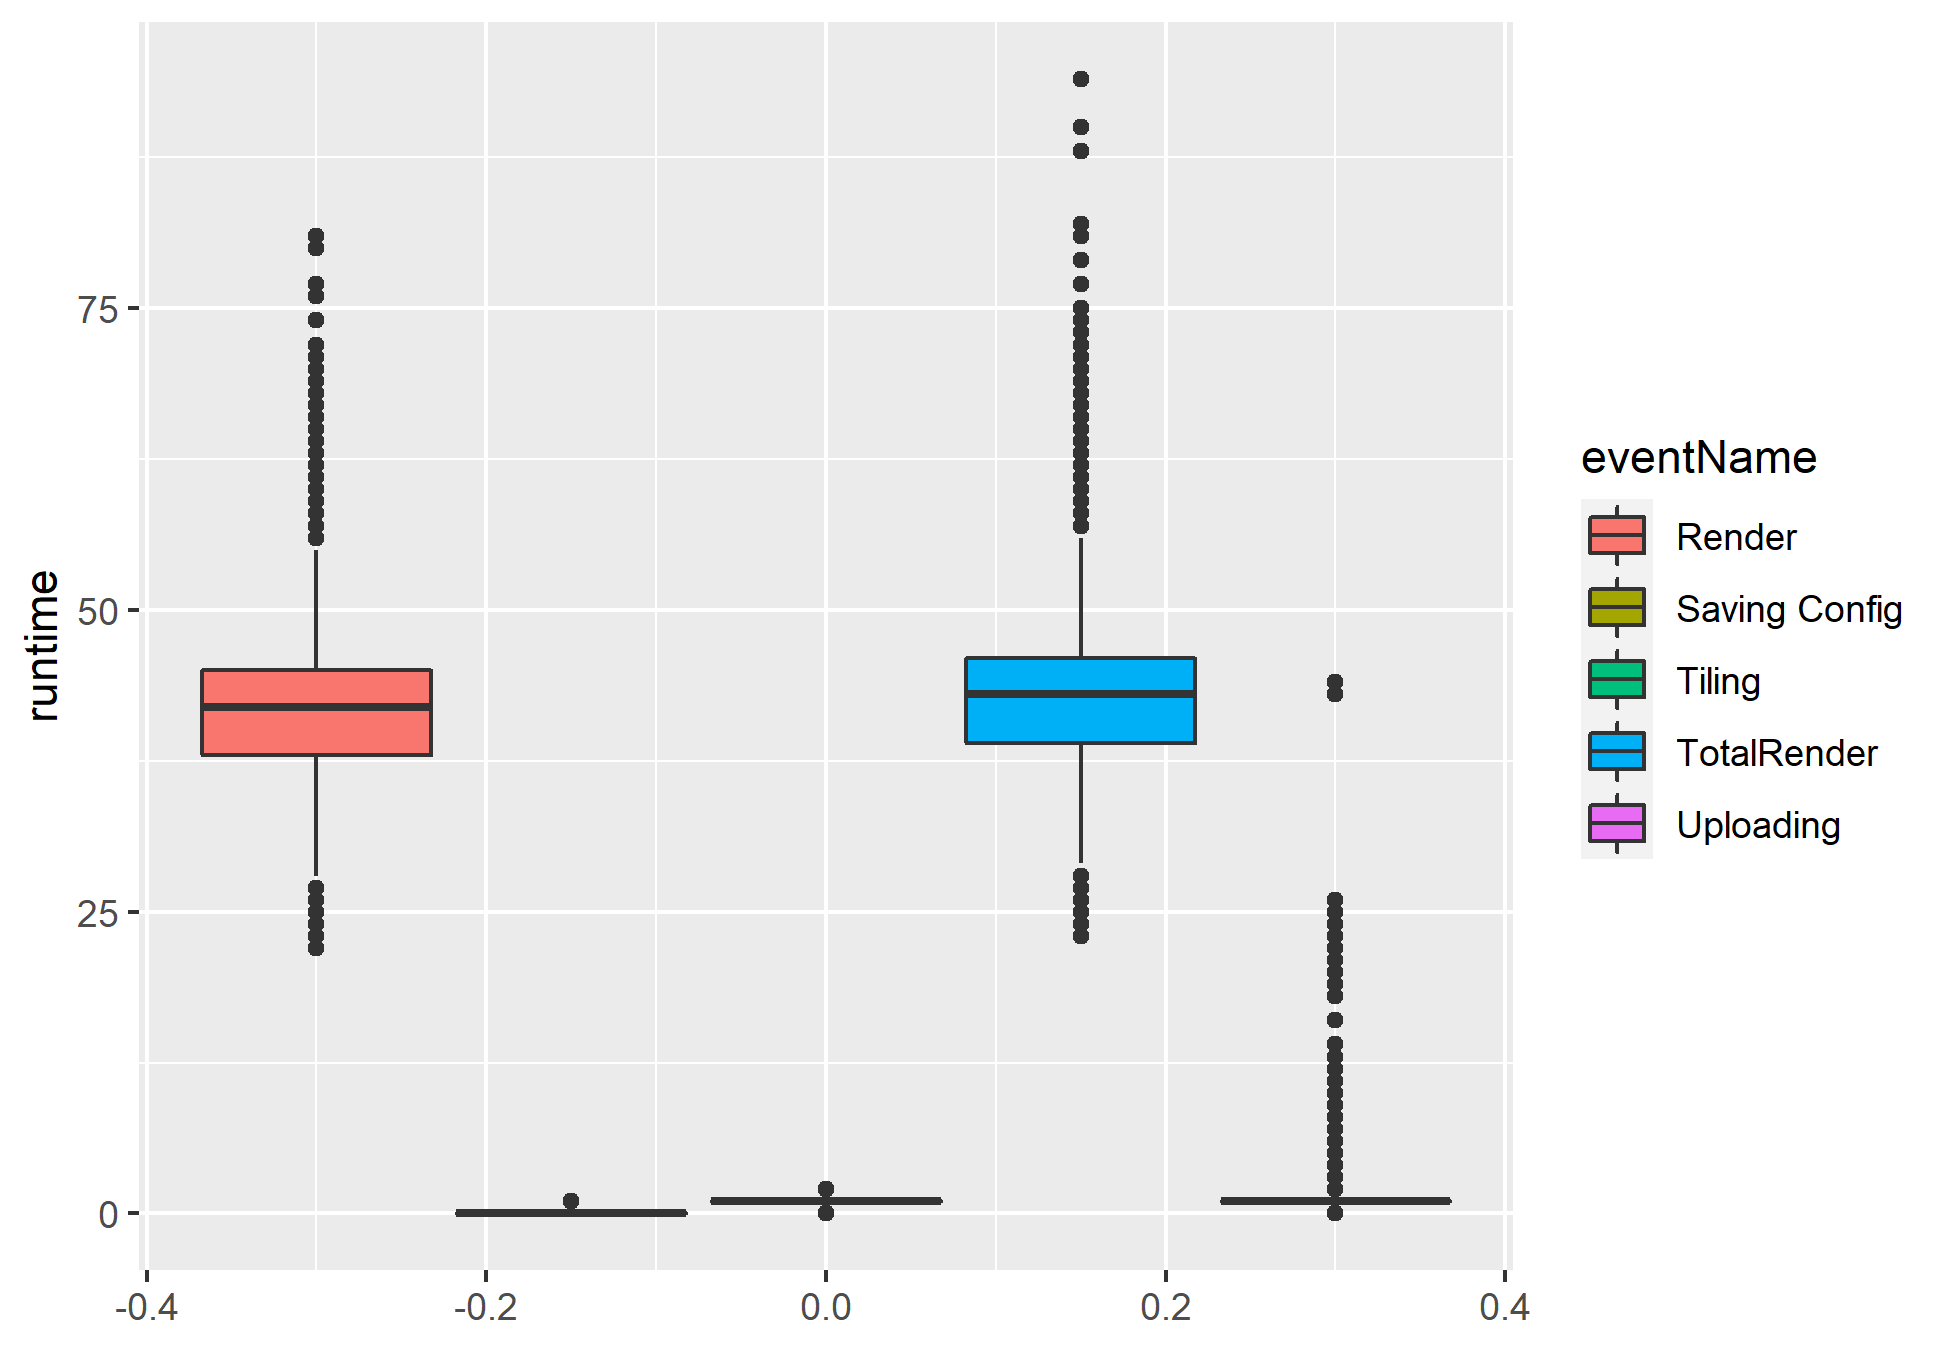 runtime
75
50
25
0
-0.4
-0.2
0.0
0.2
0.4
eventName
Render
Saving Config
Tiling
TotalRender
Uploading